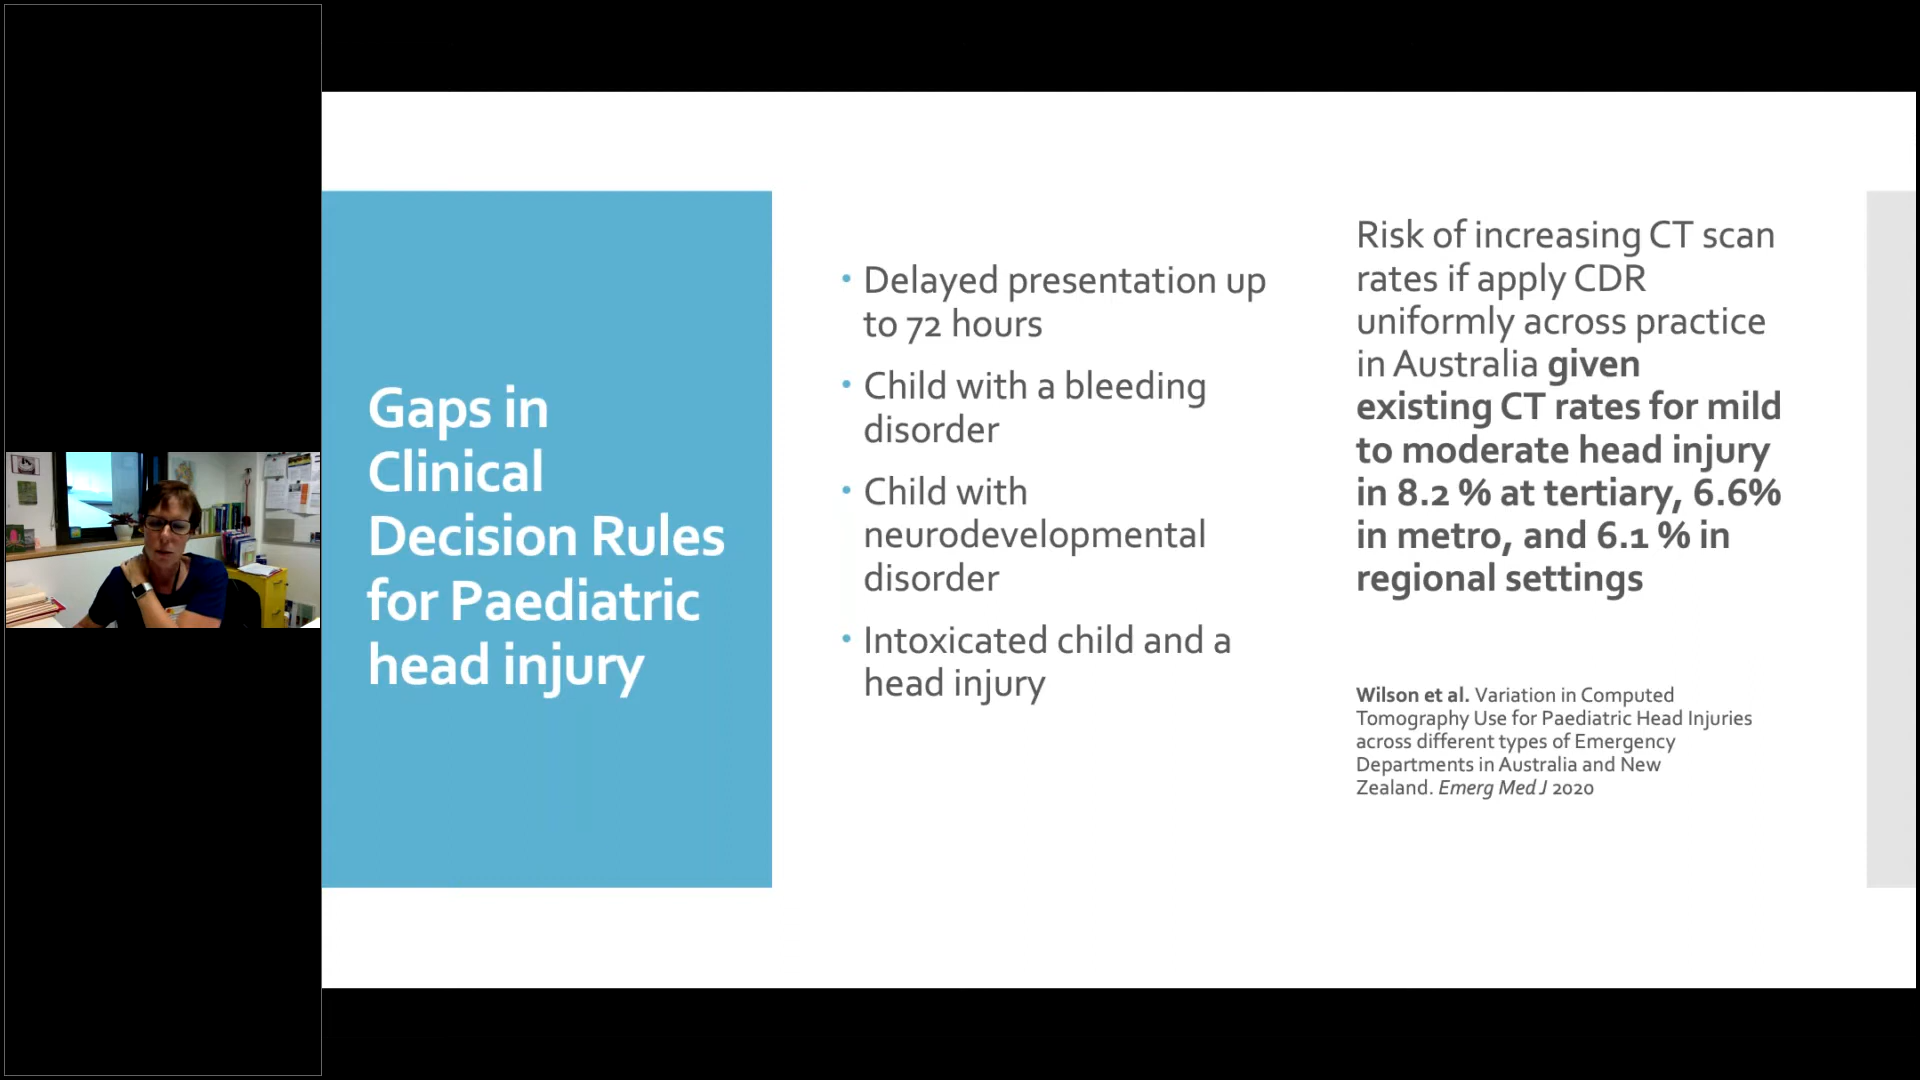 Gaps in
Clinical
Decision Rules
for Paediatric
head injury
• Delayed presentation up
to 72 hours
• Child with a bleeding
disorder
• Child with
neurodevelopmental
disorder
• Intoxicated child and a
head injury
Risk of increasing CT scan
rates if apply CDR
uniformly across practice
in Australia given
existing CT rates for mild
to moderate head injury
in 8.2 % at tertiary, 6.6%
in metro, and 6.1 % in
regional settings
Wilson et al. Variation in Computed
Tomography Use for Paediatric Head Injuries
across different types of Emergency
Departments in Australia and New
Zealand. Emerg Med J 2020